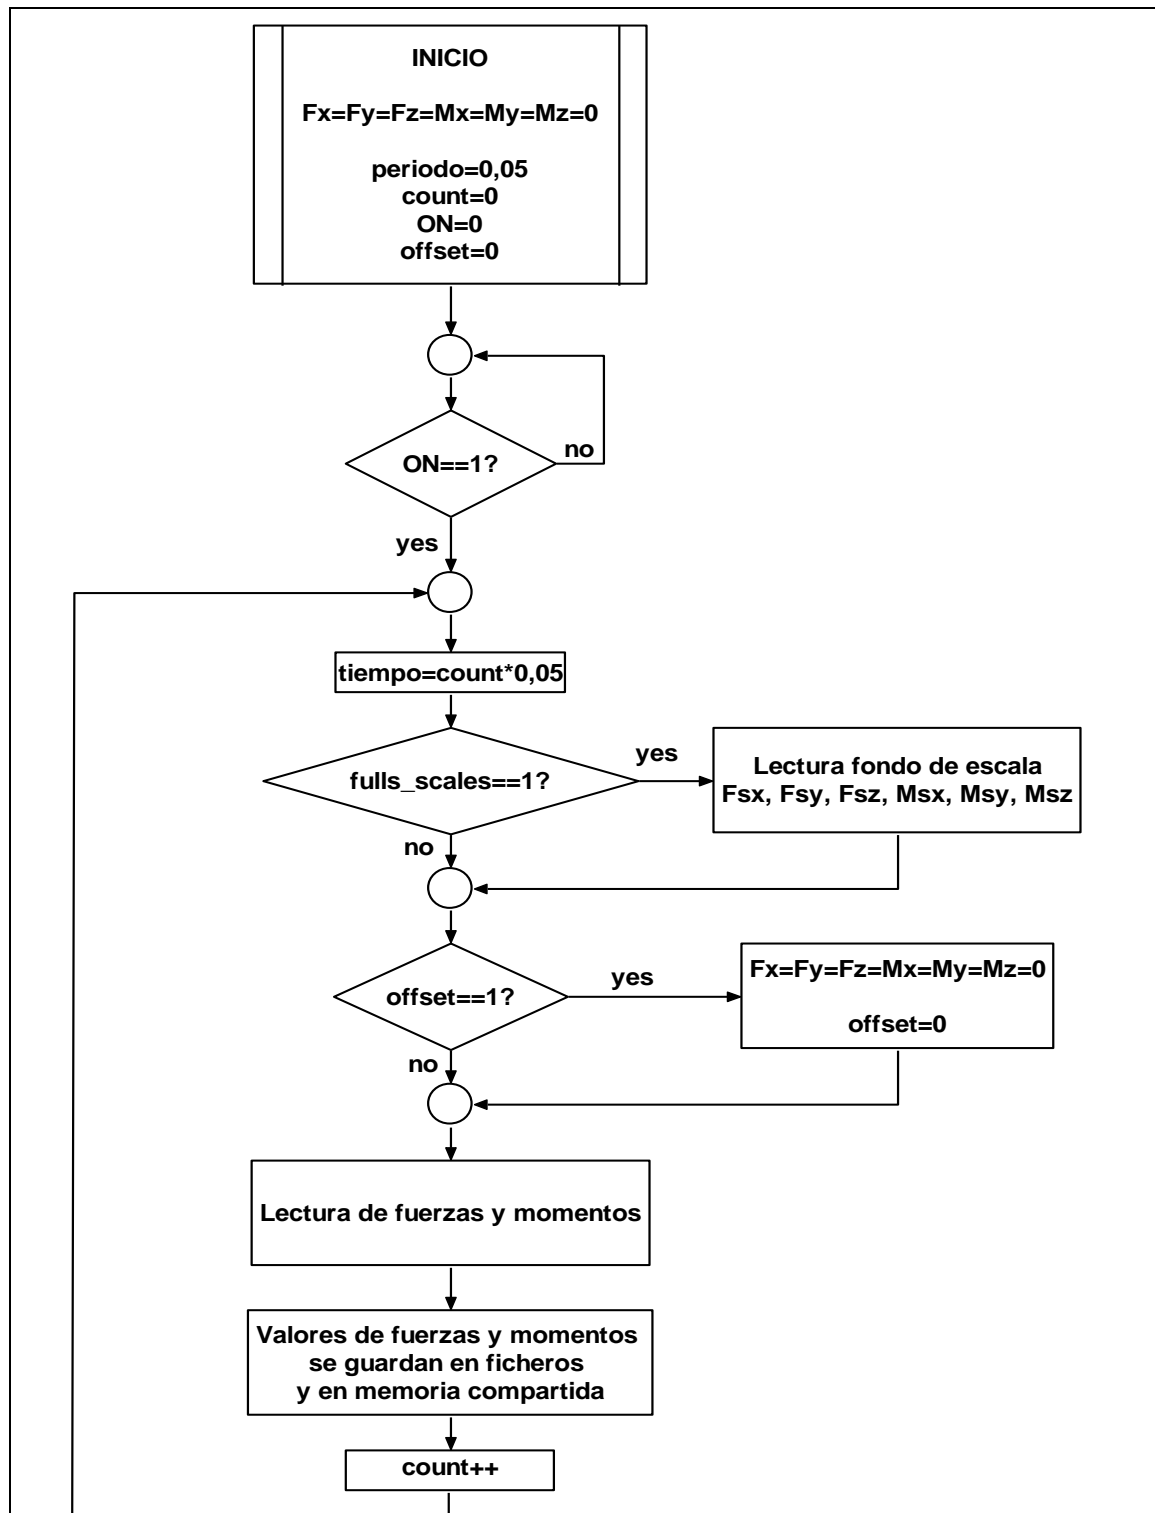 INICIO
Fx=Fy=Fz=Mx=My=Mz=0
periodo=0,05
count=0
ON=0
offset=0
ON==1?
no
yes
tiempo=count*0,05
fulls_scales==1?
yes
Lectura fondo de escala
Fsx, Fsy, Fsz, Msx, Msy, Msz
no
offset==1?
yes
Fx=Fy=Fz=Mx=My=Mz=0
offset=0
no
Lectura de fuerzas y momentos
Valores de fuerzas y momentos
se guardan en ficheros
y en memoria compartida
count++